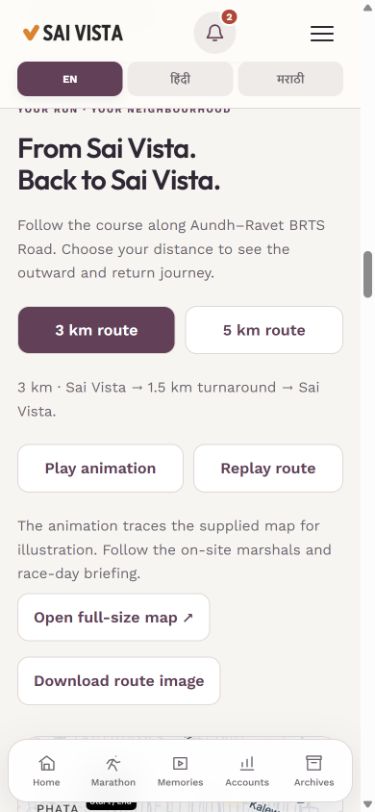 SAI VISTA
2
EN
हिंदी
मराठी
YOUR RUN · YOUR NEIGHBOURHOOD
From Sai Vista.
Back to Sai Vista.
Follow the course along Aundh–Ravet BRTS
Road. Choose your distance to see the
outward and return journey.
3 km route
5 km route
3 km · Sai Vista → 1.5 km turnaround → Sai
Vista.
Play animation
Replay route
The animation traces the supplied map for
illustration. Follow the on-site marshals and
race-day briefing.
Open full-size map ↗
Download route image
Home
Marathon
Memories
Accounts
Archives
PHATA
Start/End